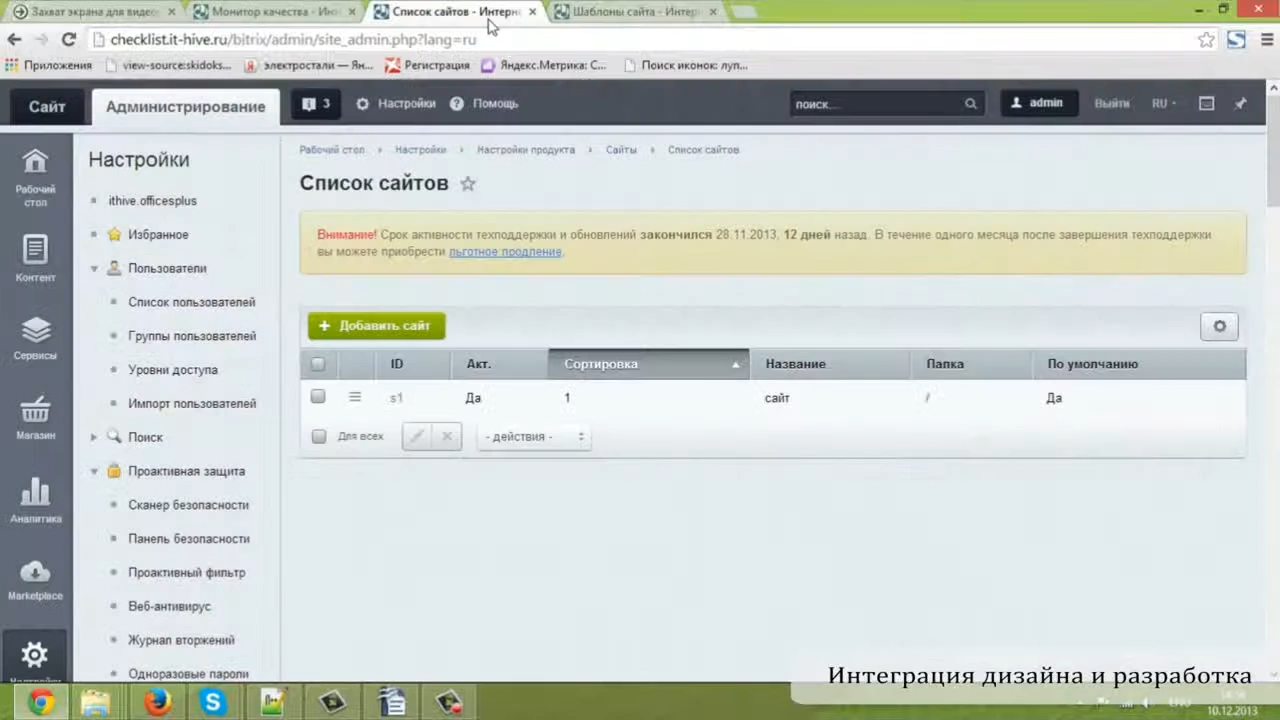 Захват экрана для видео
Монитор качества - Инт
Список сайтов - Интерн
Шаблоны сайта - Интер
checklist.it-hive.ru/bitrix/admin/site_admin.php?lang=ru
Приложения
view-source:skidoks...
электростали — Ян...
Регистрация
Яндекс.Метрика: С...
Поиск иконок: луп...
Сайт
Администрирование
3
Настройки
Помощь
поиск...
admin
Выйти
RU
Рабочий стол
Контент
Сервисы
Магазин
Аналитика
Marketplace
Настройки
Настройки
ithive.officesplus
Избранное
Пользователи
Список пользователей
Группы пользователей
Уровни доступа
Импорт пользователей
Поиск
Проактивная защита
Сканер безопасности
Панель безопасности
Проактивный фильтр
Веб-антивирус
Журнал вторжений
Одноразовые пароли
Рабочий стол Настройки Настройки продукта Сайты Список сайтов
Список сайтов
Внимание! Срок активности техподдержки и обновлений закончился 28.11.2013, 12 дней назад. В течение одного месяца после завершения техподдержки
вы можете приобрести льготное продление.
+ Добавить сайт
ID Акт. Сортировка Название Папка По умолчанию
s1 Да 1 сайт / Да
Для всех - действия -
Интеграция дизайна и разработка
10.12.2013